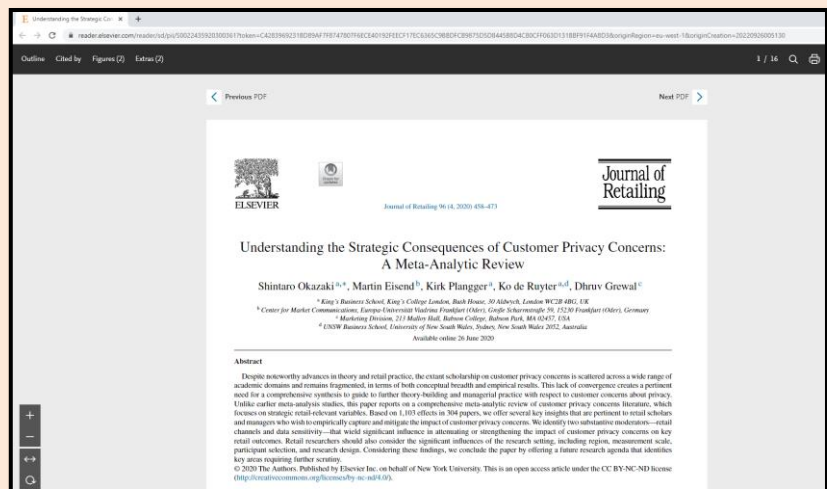 Understanding the Strategic Co
Outline Cited by Figures (2) Extras (2)
1 / 16
Previous PDF
Next PDF
ELSEVIER
Journal of Retailing 96 (4, 2020) 458–473
Journal of
Retailing
Understanding the Strategic Consequences of Customer Privacy Concerns:
A Meta-Analytic Review
Shintaro Okazaki a,*, Martin Eisend b, Kirk Plangger a, Ko de Ruyter a,d, Dhruv Grewal c
a King's Business School, King's College London, Bush House, 30 Aldwych, London WC2B 4BG, UK
b Center for Market Communications, Europa-Universität Viadrina Frankfurt (Oder), Große Scharrnstraße 59, 15230 Frankfurt (Oder), Germany
c Marketing Division, 213 Malloy Hall, Babson College, Babson Park, MA 02457, USA
d UNSW Business School, University of New South Wales, Sydney, New South Wales 2052, Australia
Available online 26 June 2020
Abstract
Despite noteworthy advances in theory and retail practice, the extant scholarship on customer privacy concerns is scattered across a wide range of
academic domains and remains fragmented, in terms of both conceptual breadth and empirical results. This lack of convergence creates a pertinent
need for a comprehensive synthesis to guide to further theory-building and managerial practice with respect to customer concerns about privacy.
Unlike earlier meta-analysis studies, this paper reports on a comprehensive meta-analytic review of customer privacy concerns literature, which
focuses on strategic retail-relevant variables. Based on 1,103 effects in 304 papers, we offer several key insights that are pertinent to retail scholars
and managers who wish to empirically capture and mitigate the impact of customer privacy concerns. We identify two substantive moderators—retail
channels and data sensitivity—that wield significant influence in attenuating or strengthening the impact of customer privacy concerns on key
retail outcomes. Retail researchers should also consider the significant influences of the research setting, including region, measurement scale,
participant selection, and research design. Considering these findings, we conclude the paper by offering a future research agenda that identifies
key areas requiring further scrutiny.
© 2020 The Authors. Published by Elsevier Inc. on behalf of New York University. This is an open access article under the CC BY-NC-ND license
(http://creativecommons.org/licenses/by-nc-nd/4.0/).